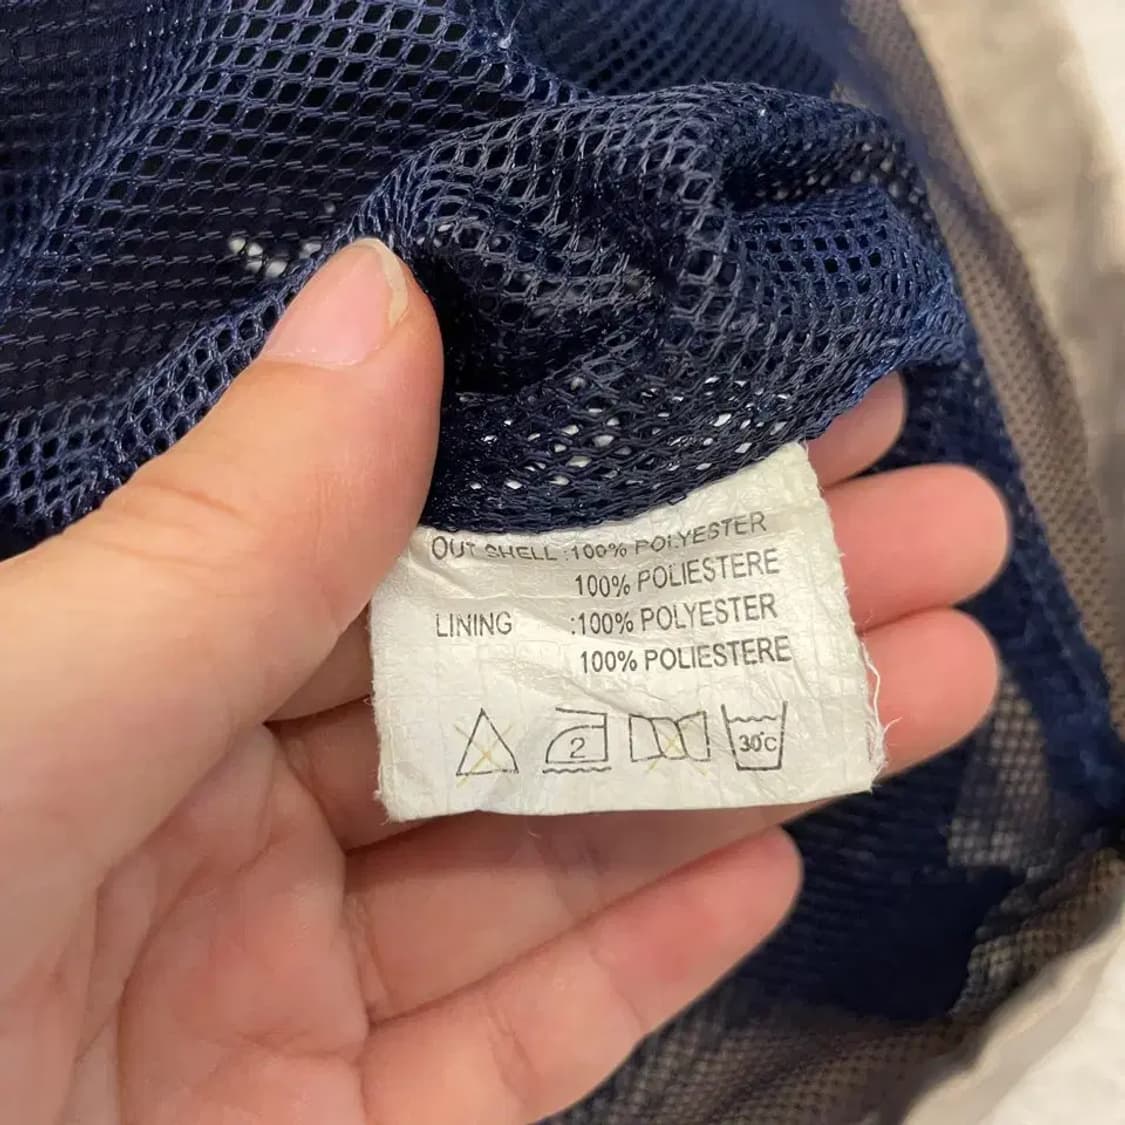 OUT SHELL :100% POLYESTER
100% POLIESTERE
LINING :100% POLYESTER
100% POLIESTERE
2 30°C